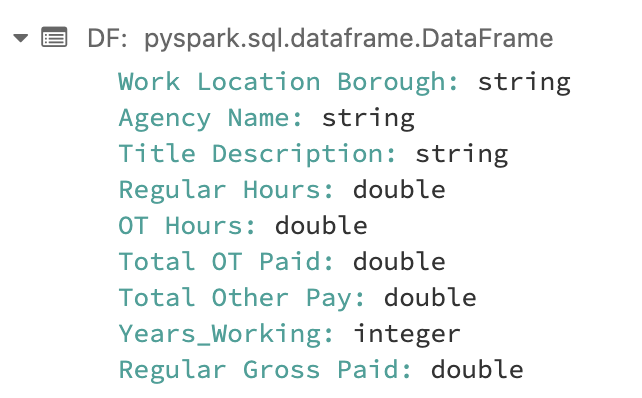 DF: pyspark.sql.dataframe.DataFrame
Work Location Borough: string
Agency Name: string
Title Description: string
Regular Hours: double
OT Hours: double
Total OT Paid: double
Total Other Pay: double
Years_Working: integer
Regular Gross Paid: double